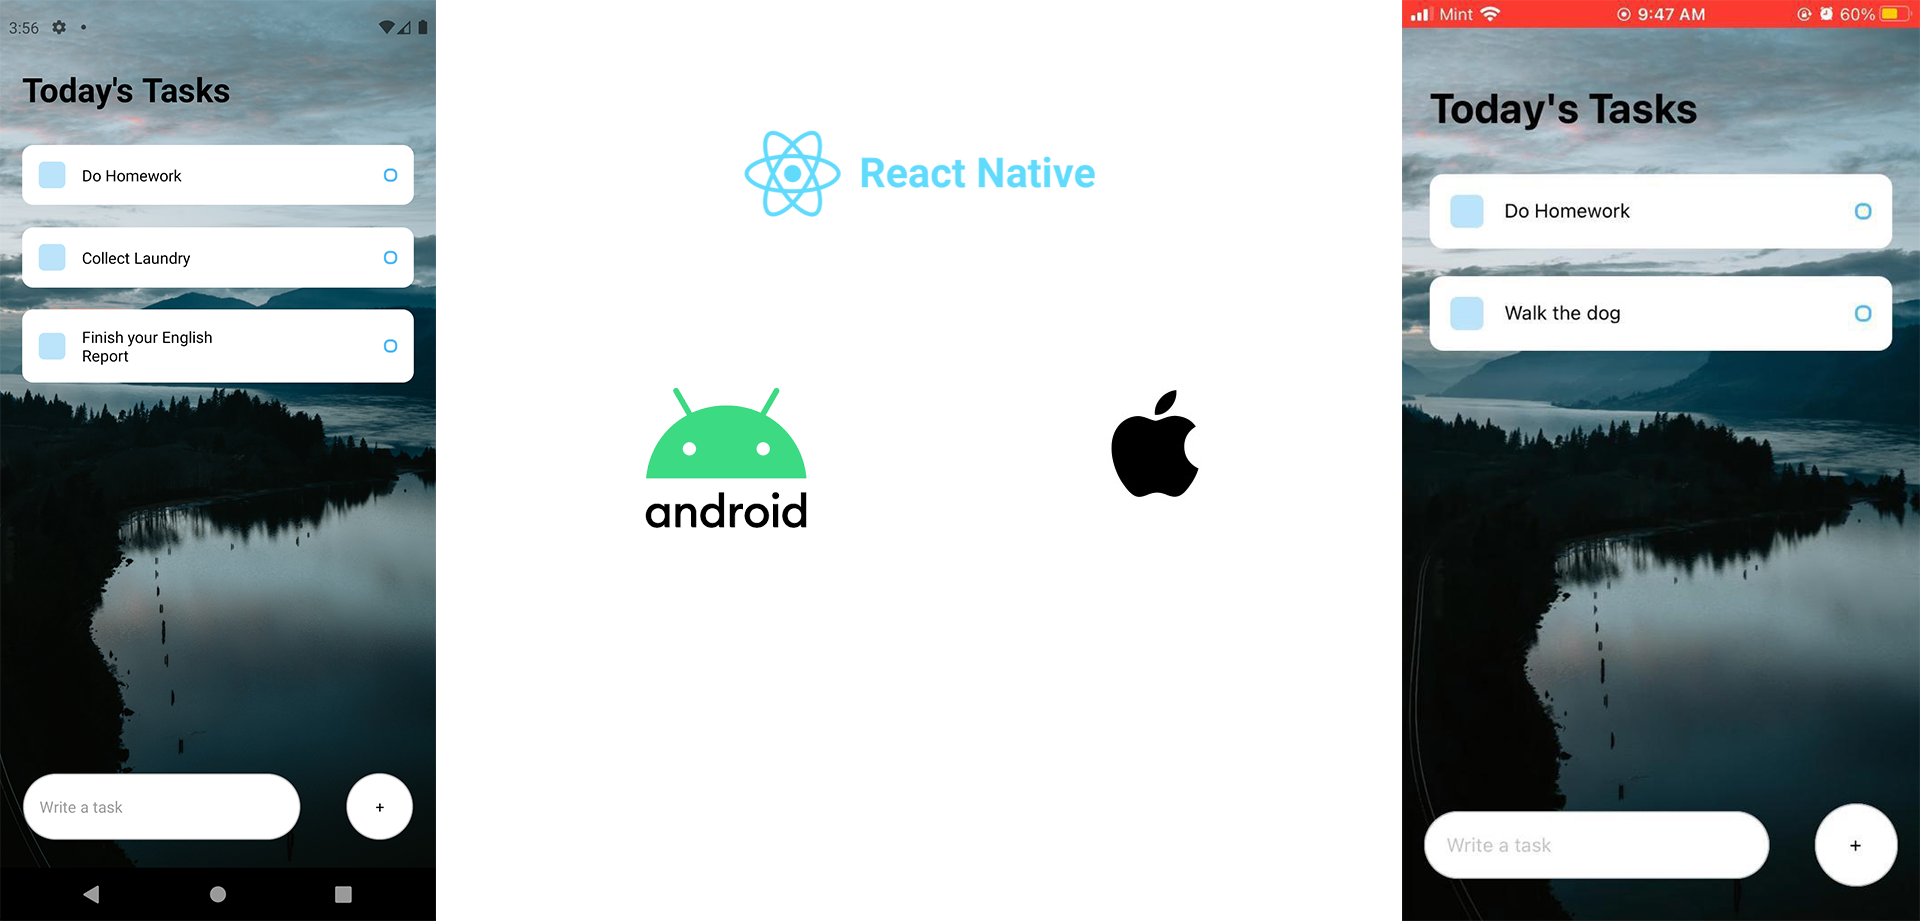 3:56
Today's Tasks
Do Homework
Collect Laundry
Finish your English
Report
Write a task
+
React Native
android
Mint
9:47 AM
60%
Today's Tasks
Do Homework
Walk the dog
Write a task
+